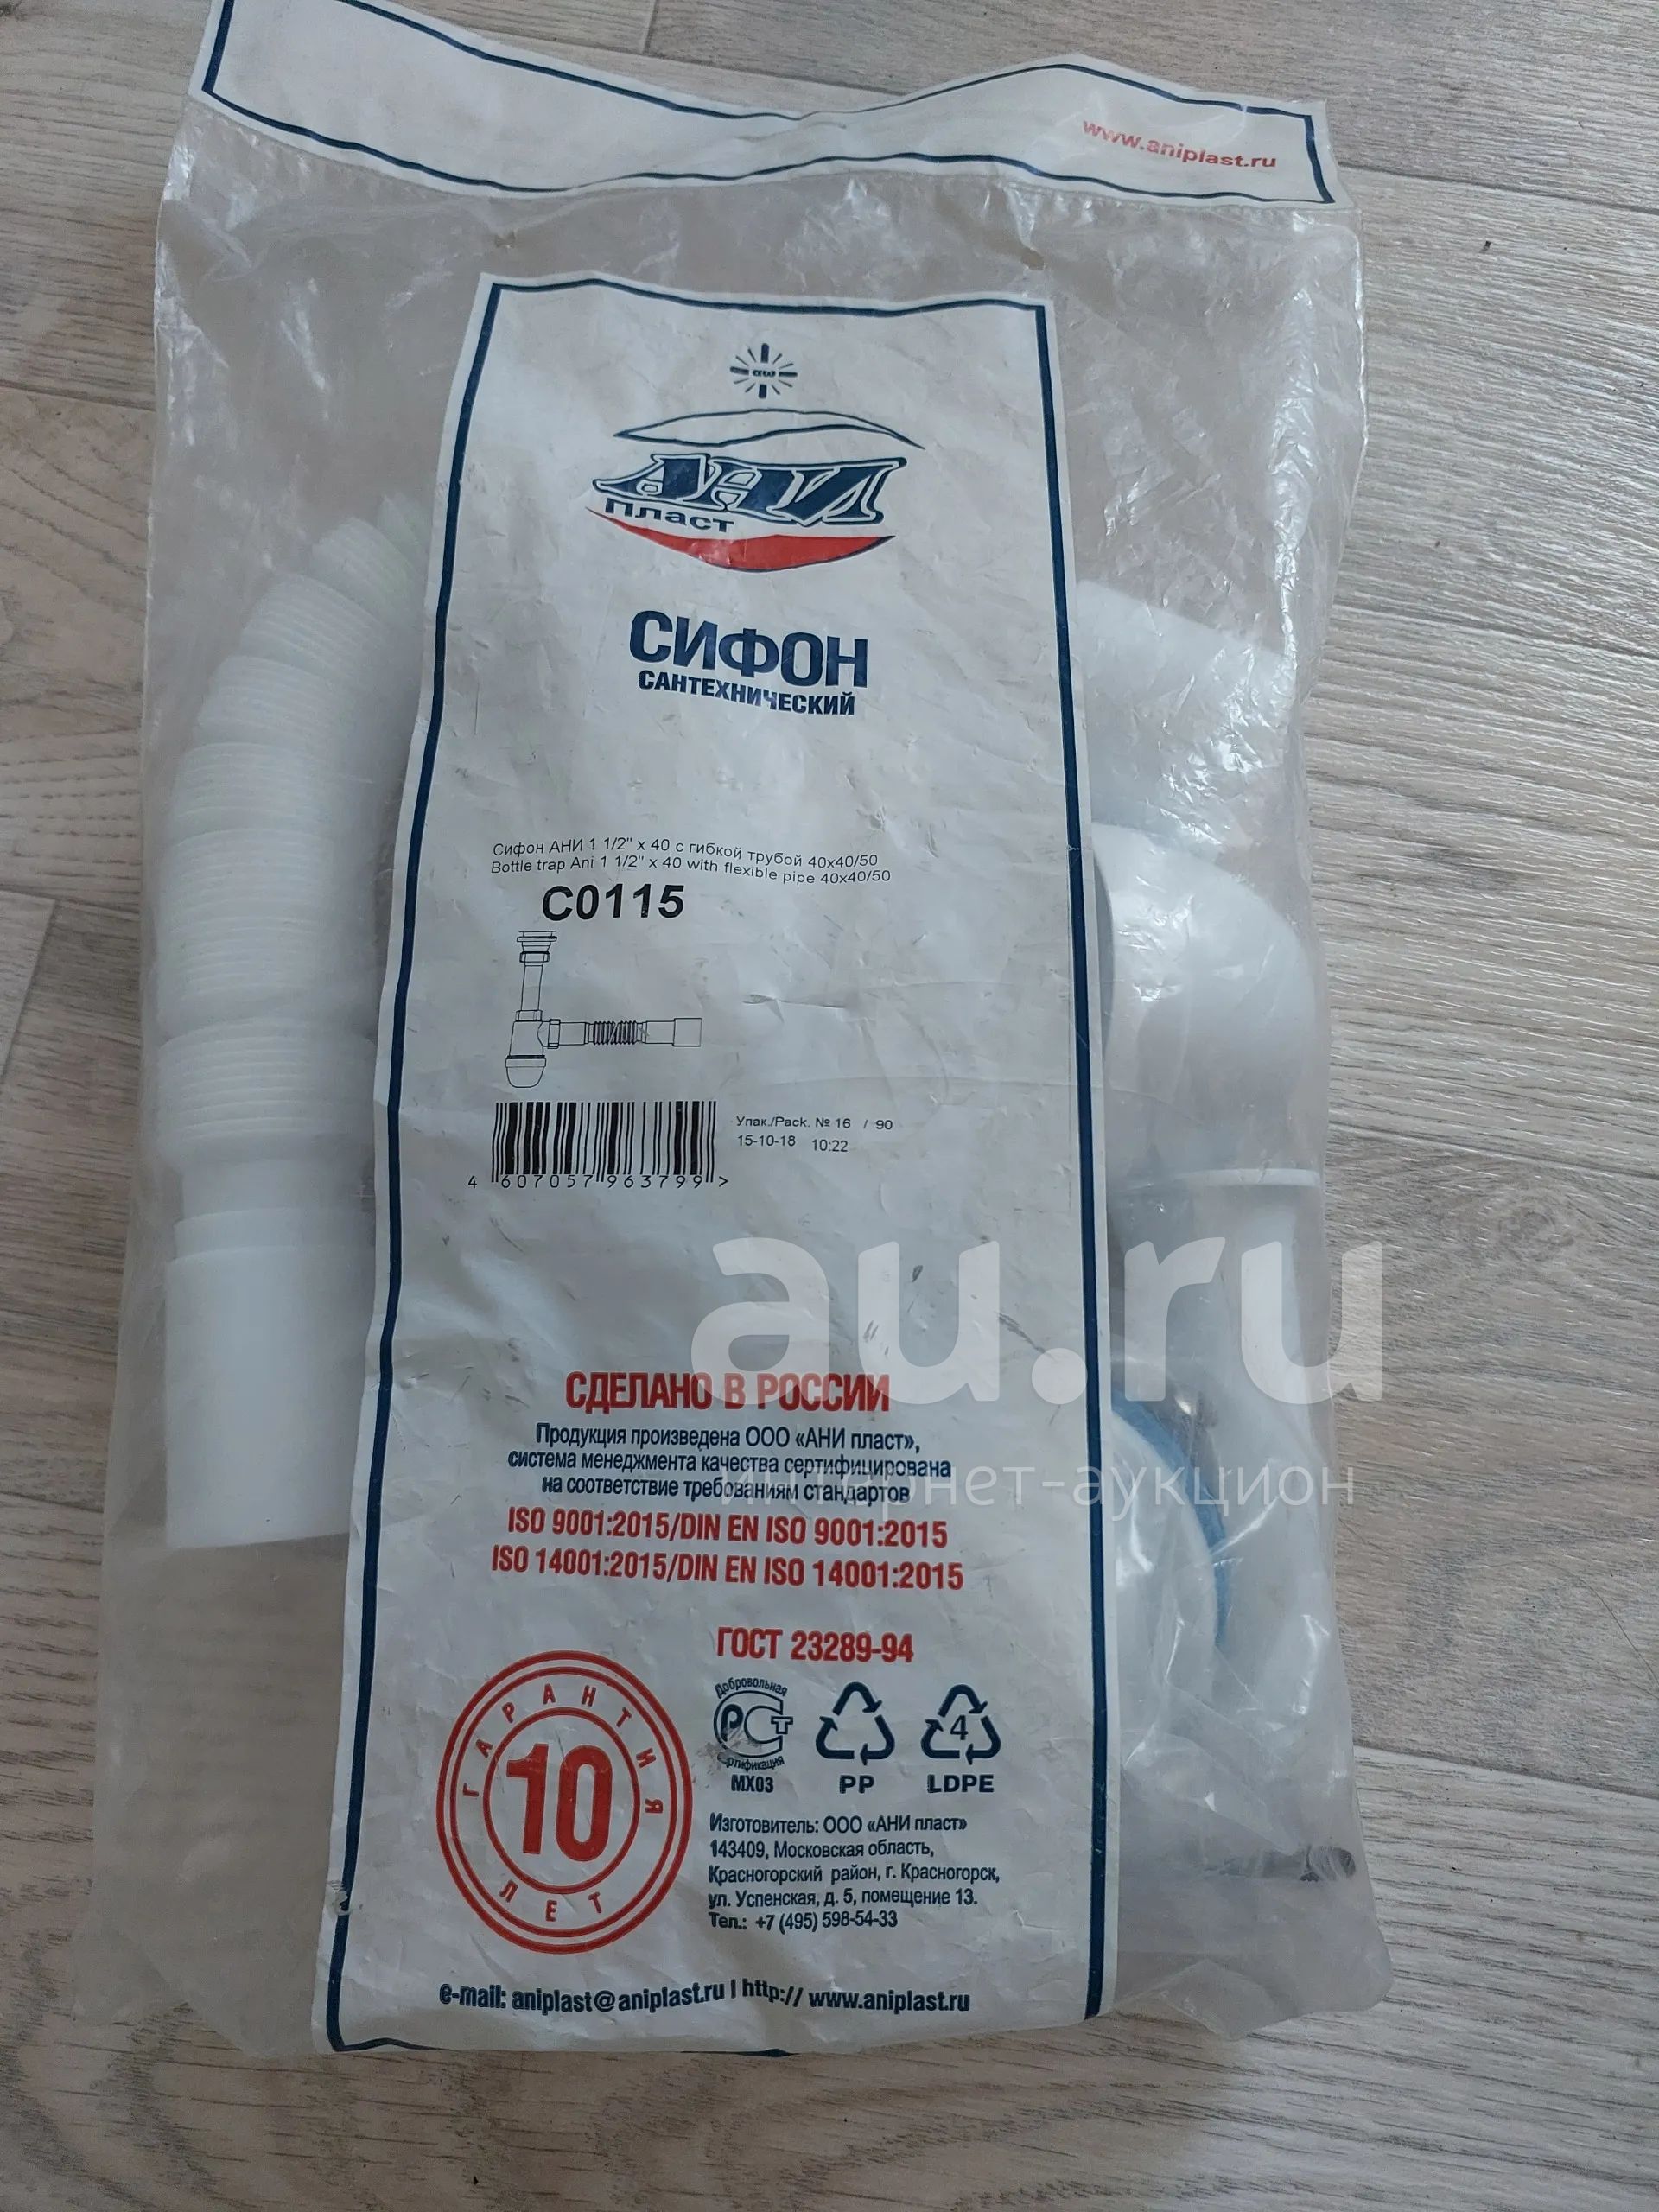 www.aniplast.ru
аю
АНИ
пласт
СИФОН
САНТЕХНИЧЕСКИЙ
Сифон АНИ 1 1/2" x 40 с гибкой трубой 40x40/50
Bottle trap Ani 1 1/2" x 40 with flexible pipe 40x40/50
C0115
Упак./Pack. № 16 / 90
15-10-18 10:22
4 607057 963799 >
au.ru
интернет-аукцион
СДЕЛАНО В РОССИИ
Продукция произведена ООО «АНИ пласт»,
система менеджмента качества сертифицирована
на соответствие требованиям стандартов
ISO 9001:2015/DIN EN ISO 9001:2015
ISO 14001:2015/DIN EN ISO 14001:2015
ГОСТ 23289-94
ГАРАНТИЯ
10
ЛЕТ
Добровольная
РСТ
сертификация
МХ03
PP
4
LDPE
Изготовитель: ООО «АНИ пласт»
143409, Московская область,
Красногорский район, г. Красногорск,
ул. Успенская, д. 5, помещение 13.
Тел.: +7 (495) 598-54-33
e-mail: aniplast@aniplast.ru | http:// www.aniplast.ru